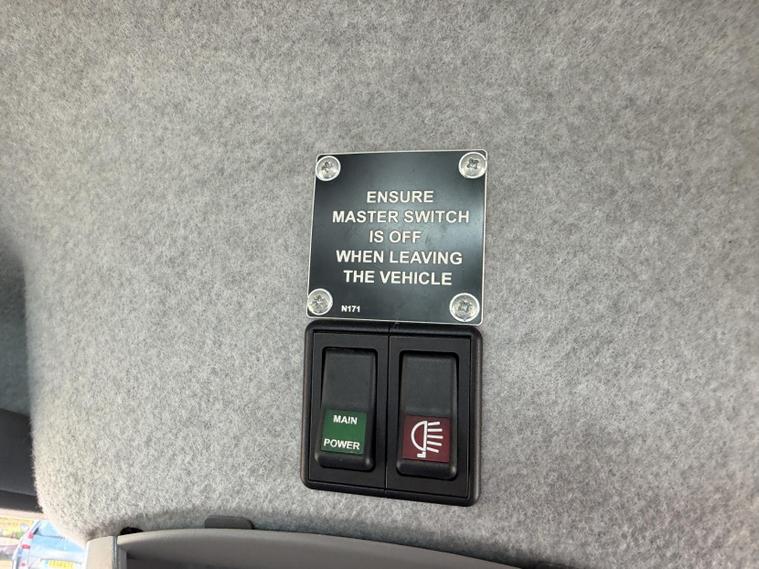 ENSURE
MASTER SWITCH
IS OFF
WHEN LEAVING
THE VEHICLE
N171
MAIN
POWER